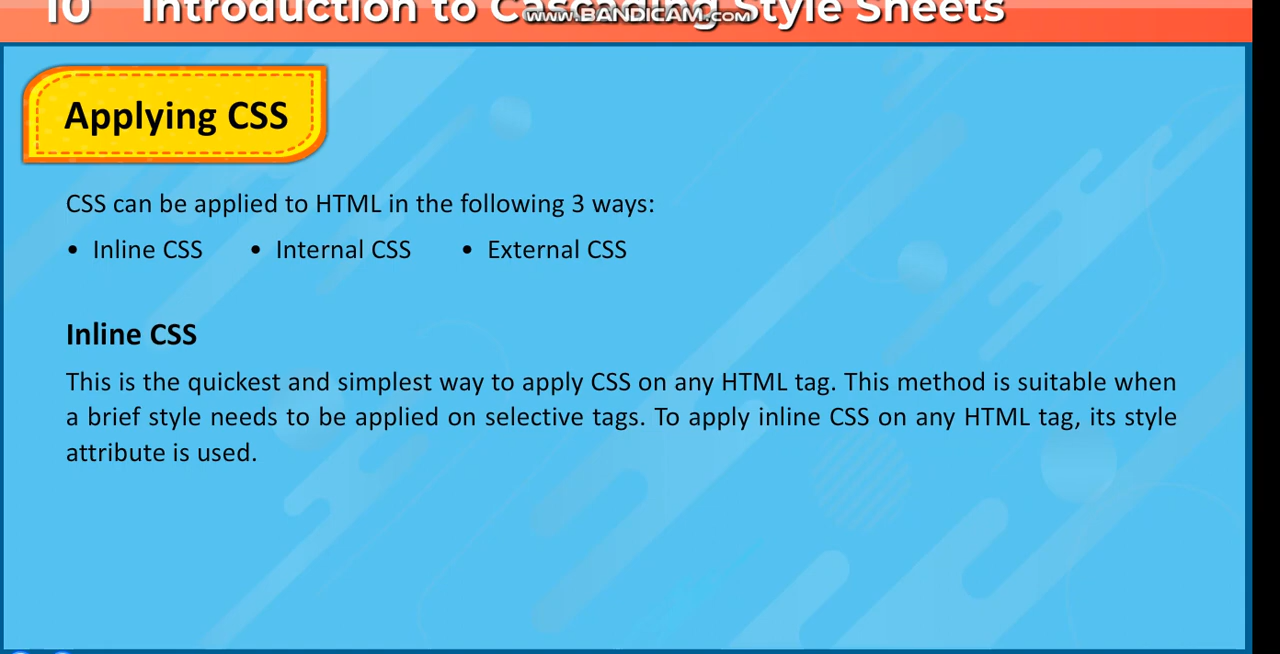 10 Introduction to Cascading Style Sheets
www.BANDICAM.com
Applying CSS
CSS can be applied to HTML in the following 3 ways:
• Inline CSS • Internal CSS • External CSS
Inline CSS
This is the quickest and simplest way to apply CSS on any HTML tag. This method is suitable when
a brief style needs to be applied on selective tags. To apply inline CSS on any HTML tag, its style
attribute is used.